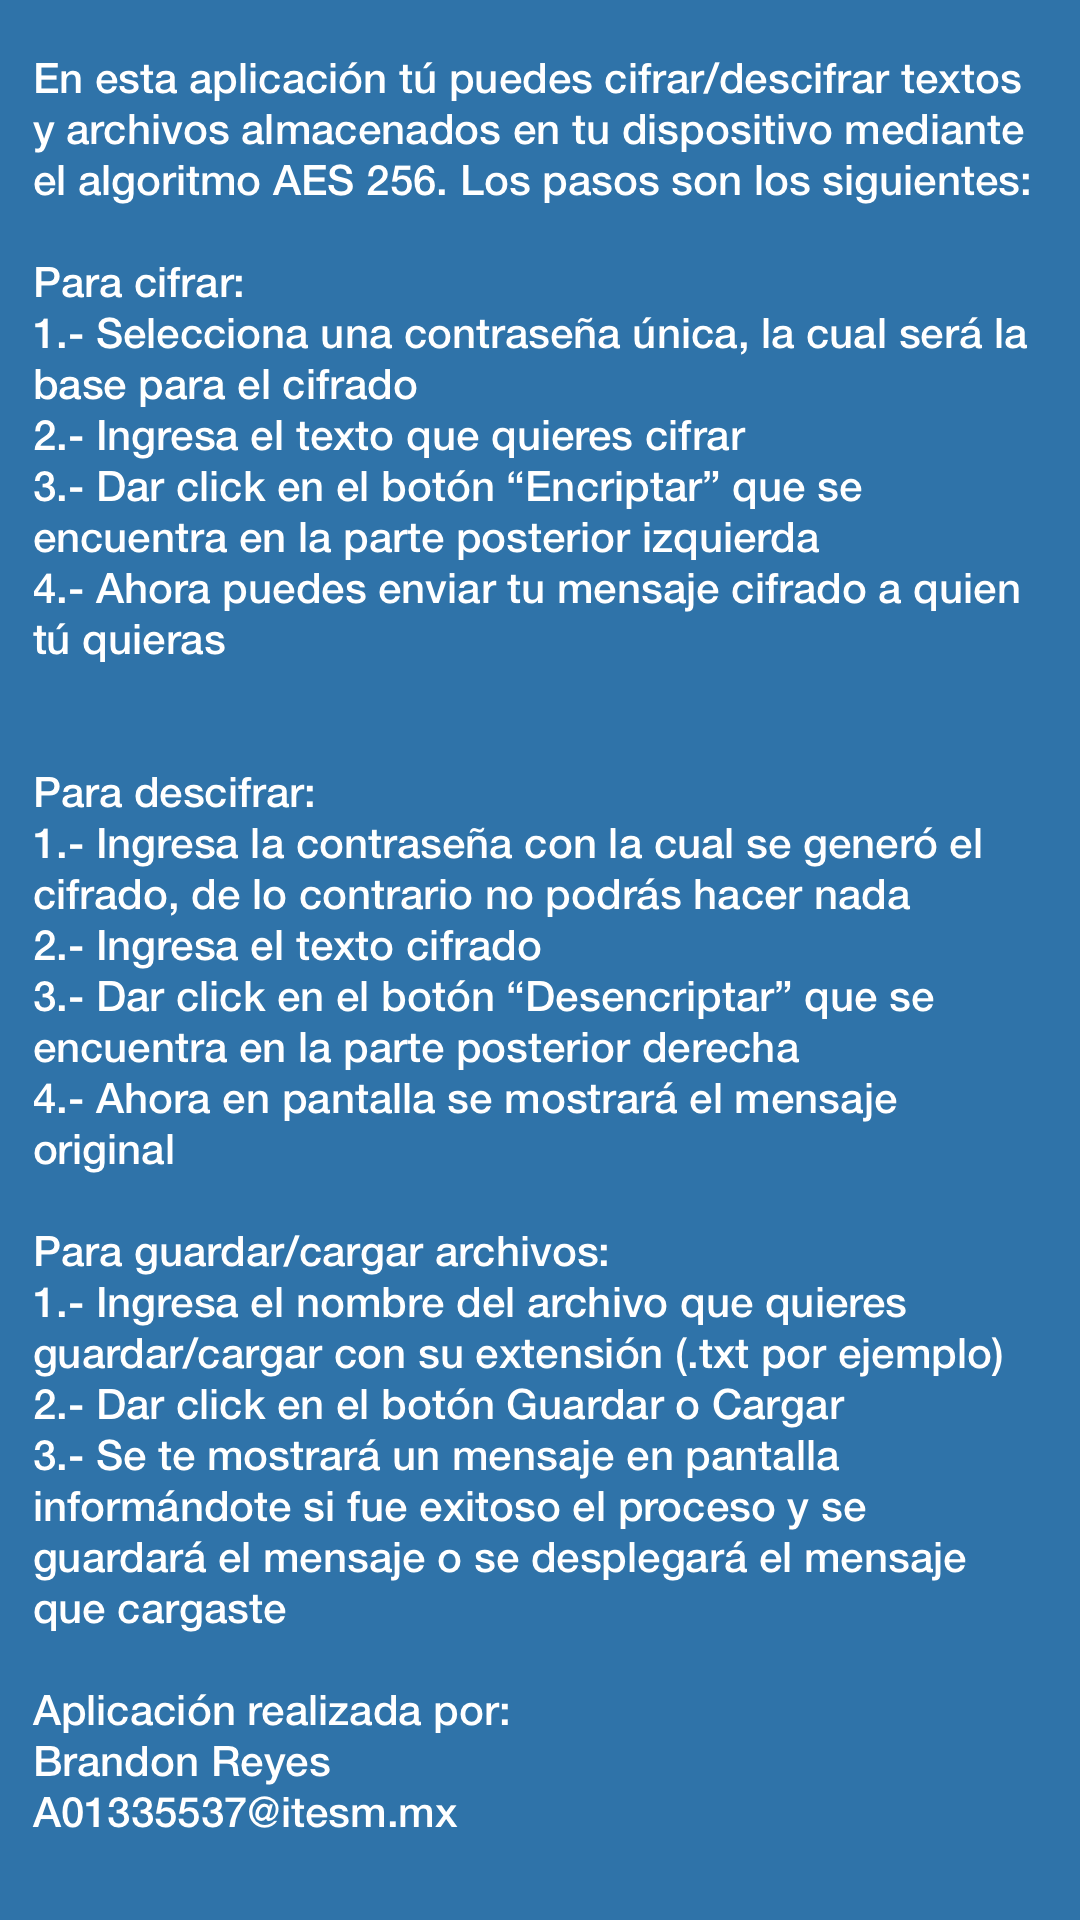 En esta aplicación tú puedes cifrar/descifrar textos
y archivos almacenados en tu dispositivo mediante
el algoritmo AES 256. Los pasos son los siguientes:
Para cifrar:
1.- Selecciona una contraseña única, la cual será la
base para el cifrado
2.- Ingresa el texto que quieres cifrar
3.- Dar click en el botón “Encriptar” que se
encuentra en la parte posterior izquierda
4.- Ahora puedes enviar tu mensaje cifrado a quien
tú quieras
Para descifrar:
1.- Ingresa la contraseña con la cual se generó el
cifrado, de lo contrario no podrás hacer nada
2.- Ingresa el texto cifrado
3.- Dar click en el botón “Desencriptar” que se
encuentra en la parte posterior derecha
4.- Ahora en pantalla se mostrará el mensaje
original
Para guardar/cargar archivos:
1.- Ingresa el nombre del archivo que quieres
guardar/cargar con su extensión (.txt por ejemplo)
2.- Dar click en el botón Guardar o Cargar
3.- Se te mostrará un mensaje en pantalla
informándote si fue exitoso el proceso y se
guardará el mensaje o se desplegará el mensaje
que cargaste
Aplicación realizada por:
Brandon Reyes
A01335537@itesm.mx